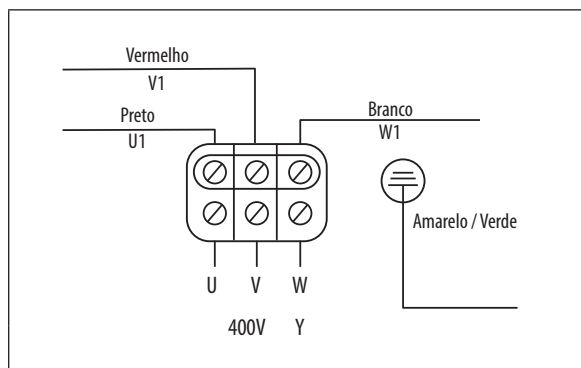 Vermelho
V1
Preto
U1
Branco
W1
Amarelo / Verde
U V W
400V Y